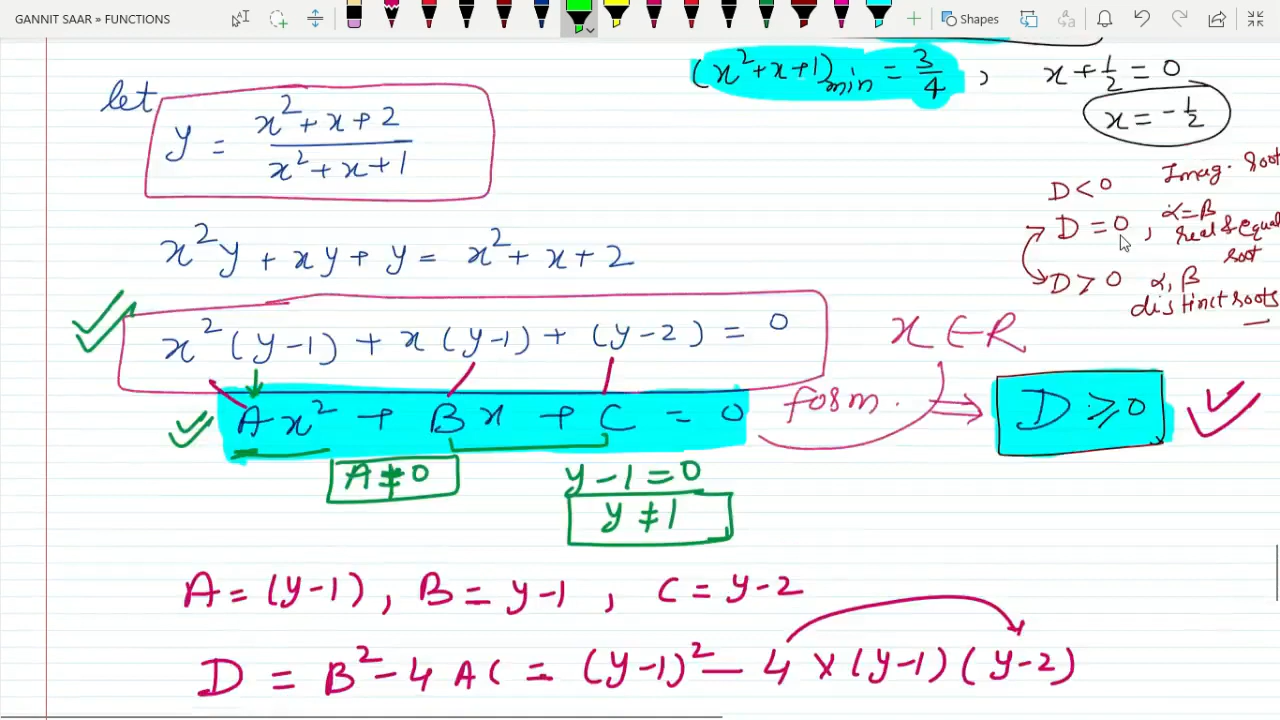 GANNIT SAAR » FUNCTIONS
Shapes
(x²+x+1)min = 3/4 , x+1/2 = 0
x = -1/2
let
y = (x²+x+2)/(x²+x+1)
D < 0 Imag. root
D = 0 , α=β real & equal root
D > 0 α, β distinct roots
x²y + xy + y = x² + x + 2
x²(y-1) + x(y-1) + (y-2) = 0
x ∈ R
Ax² + Bx + C = 0 form. ⇒ D ≥ 0
A ≠ 0
y-1=0
y ≠ 1
A = (y-1), B = y-1 , C = y-2
D = B² - 4AC = (y-1)² - 4 × (y-1)(y-2)